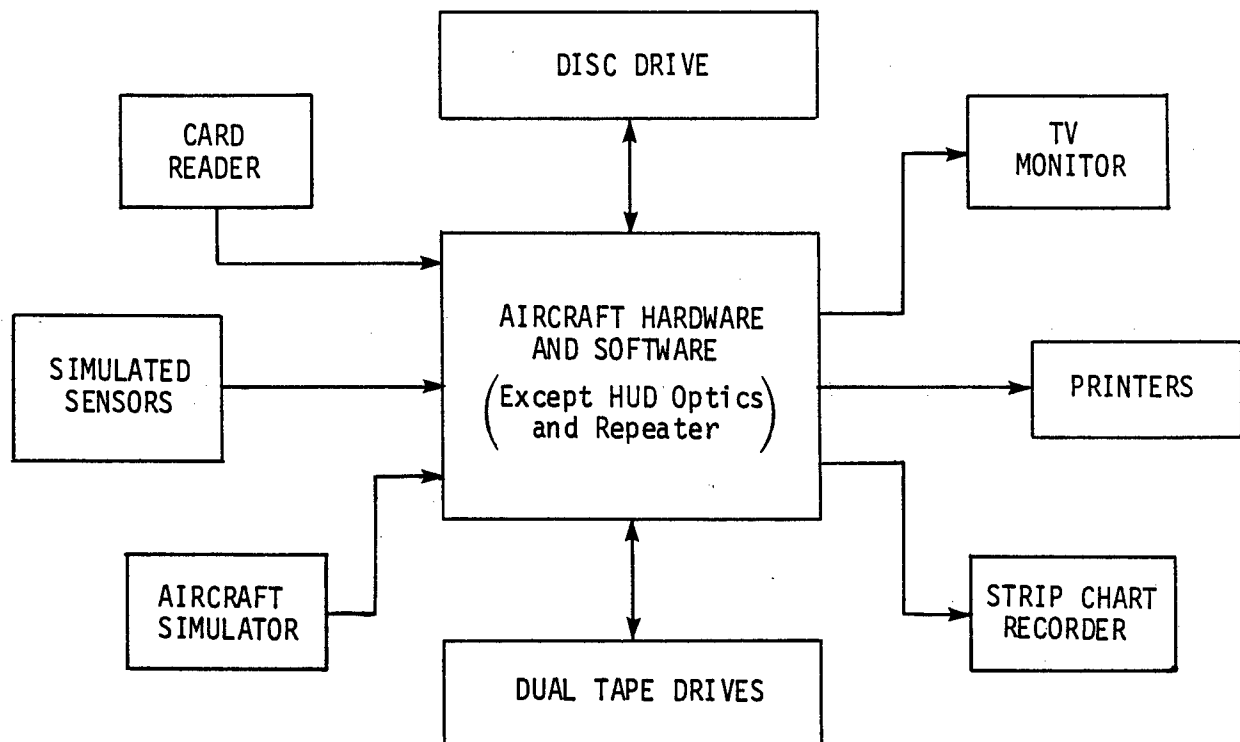 DISC DRIVE
CARD
READER
TV
MONITOR
AIRCRAFT HARDWARE
AND SOFTWARE
(Except HUD Optics
and Repeater)
SIMULATED
SENSORS
PRINTERS
AIRCRAFT
SIMULATOR
STRIP CHART
RECORDER
DUAL TAPE DRIVES